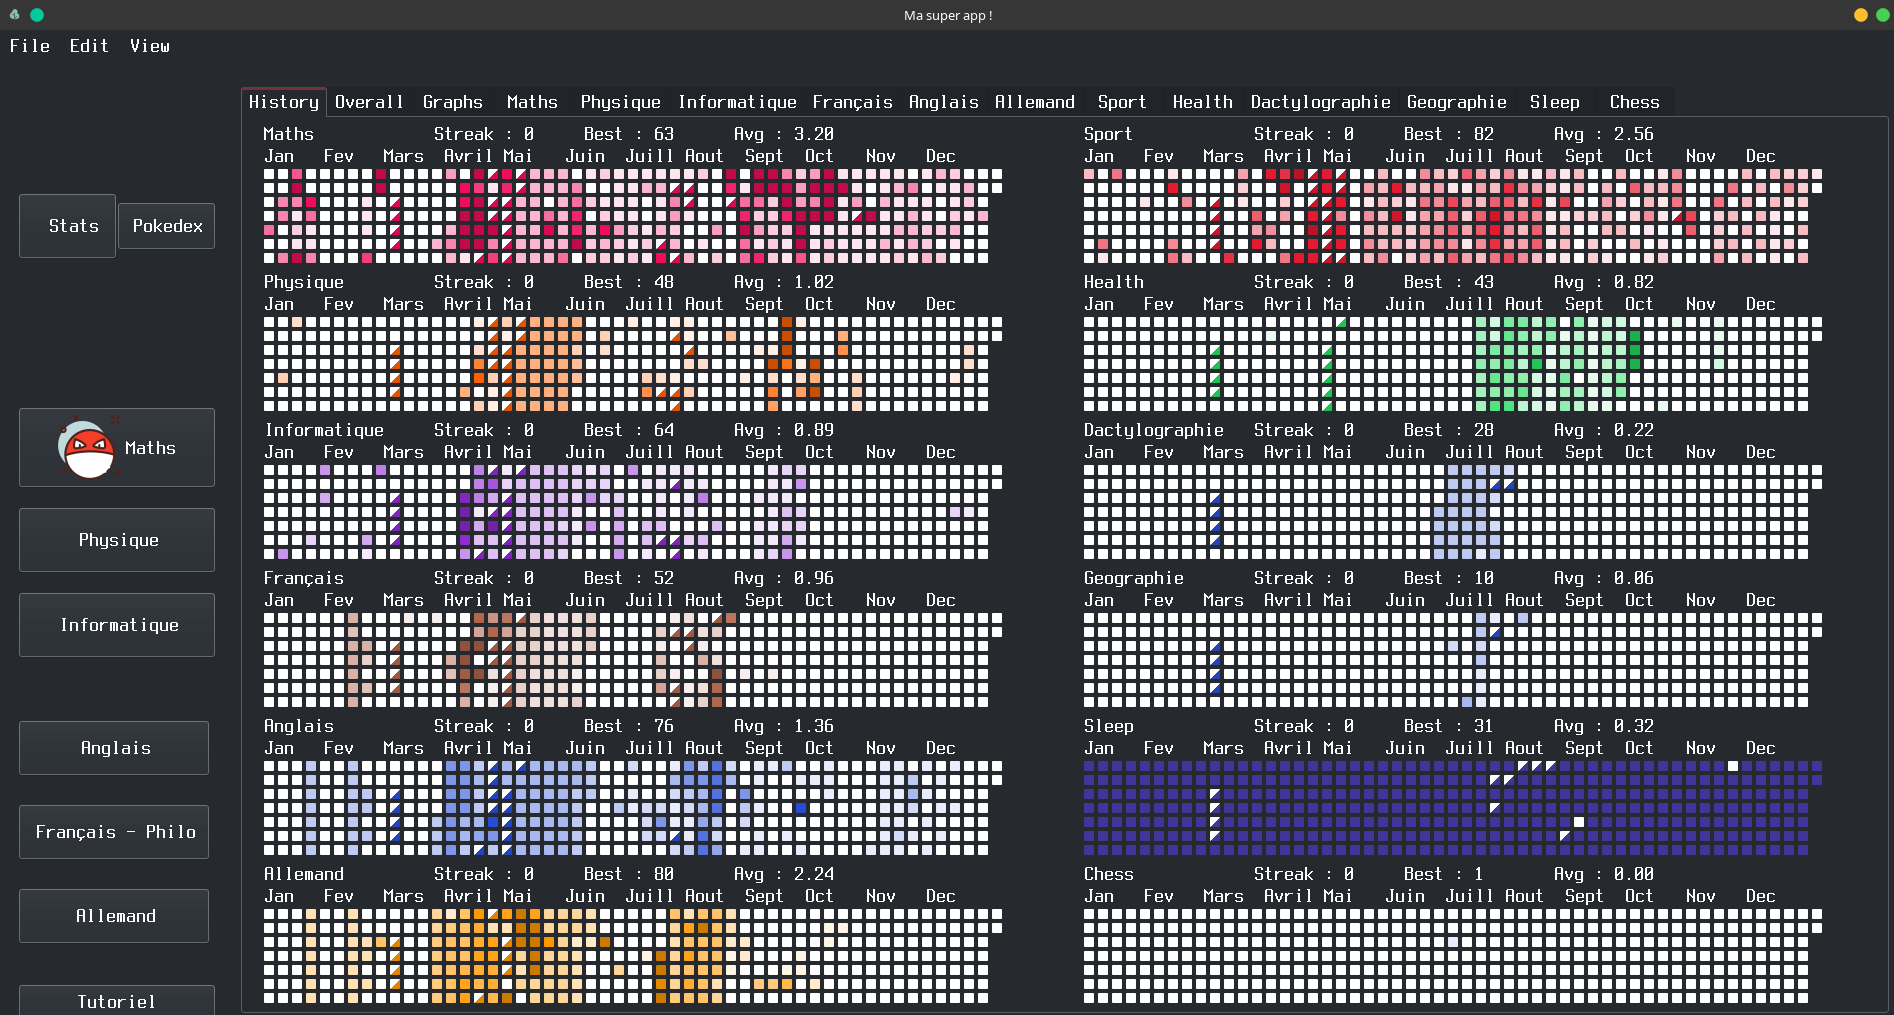 Ma super app !
File Edit View
History Overall Graphs Maths Physique Informatique Français Anglais Allemand Sport Health Dactylographie Geographie Sleep Chess
Stats Pokedex
Maths
Physique
Informatique
Anglais
Français - Philo
Allemand
Tutoriel
Maths Streak : 0 Best : 63 Avg : 3.20
Jan Fev Mars Avril Mai Juin Juill Aout Sept Oct Nov Dec
Physique Streak : 0 Best : 48 Avg : 1.02
Jan Fev Mars Avril Mai Juin Juill Aout Sept Oct Nov Dec
Informatique Streak : 0 Best : 64 Avg : 0.89
Jan Fev Mars Avril Mai Juin Juill Aout Sept Oct Nov Dec
Français Streak : 0 Best : 52 Avg : 0.96
Jan Fev Mars Avril Mai Juin Juill Aout Sept Oct Nov Dec
Anglais Streak : 0 Best : 76 Avg : 1.36
Jan Fev Mars Avril Mai Juin Juill Aout Sept Oct Nov Dec
Allemand Streak : 0 Best : 80 Avg : 2.24
Jan Fev Mars Avril Mai Juin Juill Aout Sept Oct Nov Dec
Sport Streak : 0 Best : 82 Avg : 2.56
Jan Fev Mars Avril Mai Juin Juill Aout Sept Oct Nov Dec
Health Streak : 0 Best : 43 Avg : 0.82
Jan Fev Mars Avril Mai Juin Juill Aout Sept Oct Nov Dec
Dactylographie Streak : 0 Best : 28 Avg : 0.22
Jan Fev Mars Avril Mai Juin Juill Aout Sept Oct Nov Dec
Geographie Streak : 0 Best : 10 Avg : 0.06
Jan Fev Mars Avril Mai Juin Juill Aout Sept Oct Nov Dec
Sleep Streak : 0 Best : 31 Avg : 0.32
Jan Fev Mars Avril Mai Juin Juill Aout Sept Oct Nov Dec
Chess Streak : 0 Best : 1 Avg : 0.00
Jan Fev Mars Avril Mai Juin Juill Aout Sept Oct Nov Dec